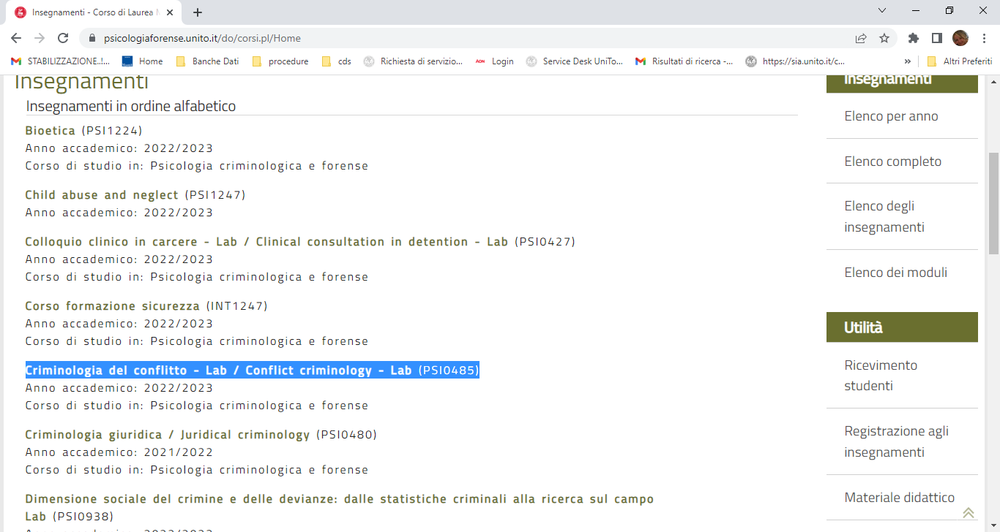 Insegnamenti - Corso di Laurea
psicologiaforense.unito.it/do/corsi.pl/Home
STABILIZZAZIONE..!...
Home
Banche Dati
procedure
cds
Richiesta di servizio...
AON
Login
Service Desk UniTo...
Risultati di ricerca -...
https://sia.unito.it/c...
»
Altri Preferiti
Insegnamenti
Insegnamenti in ordine alfabetico
Bioetica (PSI1224)
Anno accademico: 2022/2023
Corso di studio in: Psicologia criminologica e forense
Child abuse and neglect (PSI1247)
Anno accademico: 2022/2023
Colloquio clinico in carcere - Lab / Clinical consultation in detention - Lab (PSI0427)
Anno accademico: 2022/2023
Corso di studio in: Psicologia criminologica e forense
Corso formazione sicurezza (INT1247)
Anno accademico: 2022/2023
Corso di studio in: Psicologia criminologica e forense
Criminologia del conflitto - Lab / Conflict criminology - Lab (PSI0485)
Anno accademico: 2022/2023
Corso di studio in: Psicologia criminologica e forense
Criminologia giuridica / Juridical criminology (PSI0480)
Anno accademico: 2021/2022
Corso di studio in: Psicologia criminologica e forense
Dimensione sociale del crimine e delle devianze: dalle statistiche criminali alla ricerca sul campo
Lab (PSI0938)
Anno accademico: 2022/2023
Insegnamenti
Elenco per anno
Elenco completo
Elenco degli
insegnamenti
Elenco dei moduli
Utilità
Ricevimento
studenti
Registrazione agli
insegnamenti
Materiale didattico